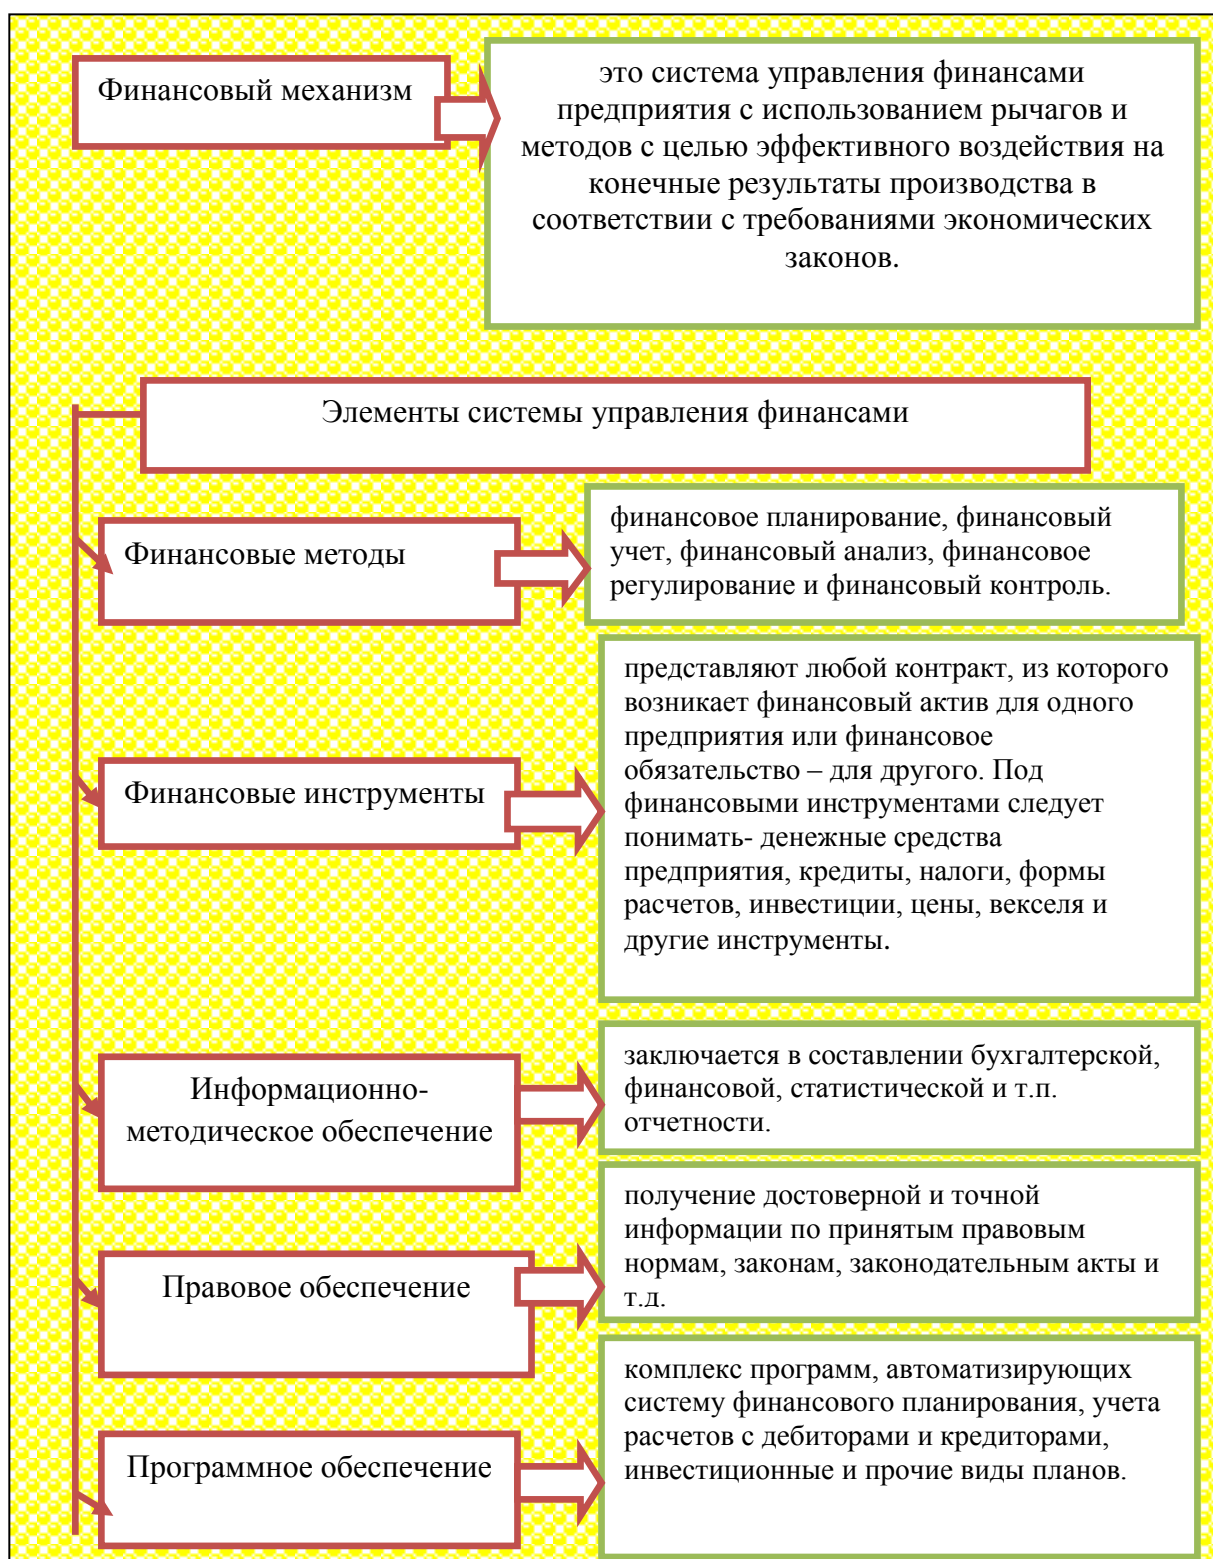 Финансовый механизм
это система управления финансами
предприятия с использованием рычагов и
методов с целью эффективного воздействия на
конечные результаты производства в
соответствии с требованиями экономических
законов.
Элементы системы управления финансами
Финансовые методы
финансовое планирование, финансовый
учет, финансовый анализ, финансовое
регулирование и финансовый контроль.
Финансовые инструменты
представляют любой контракт, из которого
возникает финансовый актив для одного
предприятия или финансовое
обязательство – для другого. Под
финансовыми инструментами следует
понимать- денежные средства
предприятия, кредиты, налоги, формы
расчетов, инвестиции, цены, векселя и
другие инструменты.
Информационно-
методическое обеспечение
заключается в составлении бухгалтерской,
финансовой, статистической и т.п.
отчетности.
Правовое обеспечение
получение достоверной и точной
информации по принятым правовым
нормам, законам, законодательным акты и
т.д.
Программное обеспечение
комплекс программ, автоматизирующих
систему финансового планирования, учета
расчетов с дебиторами и кредиторами,
инвестиционные и прочие виды планов.